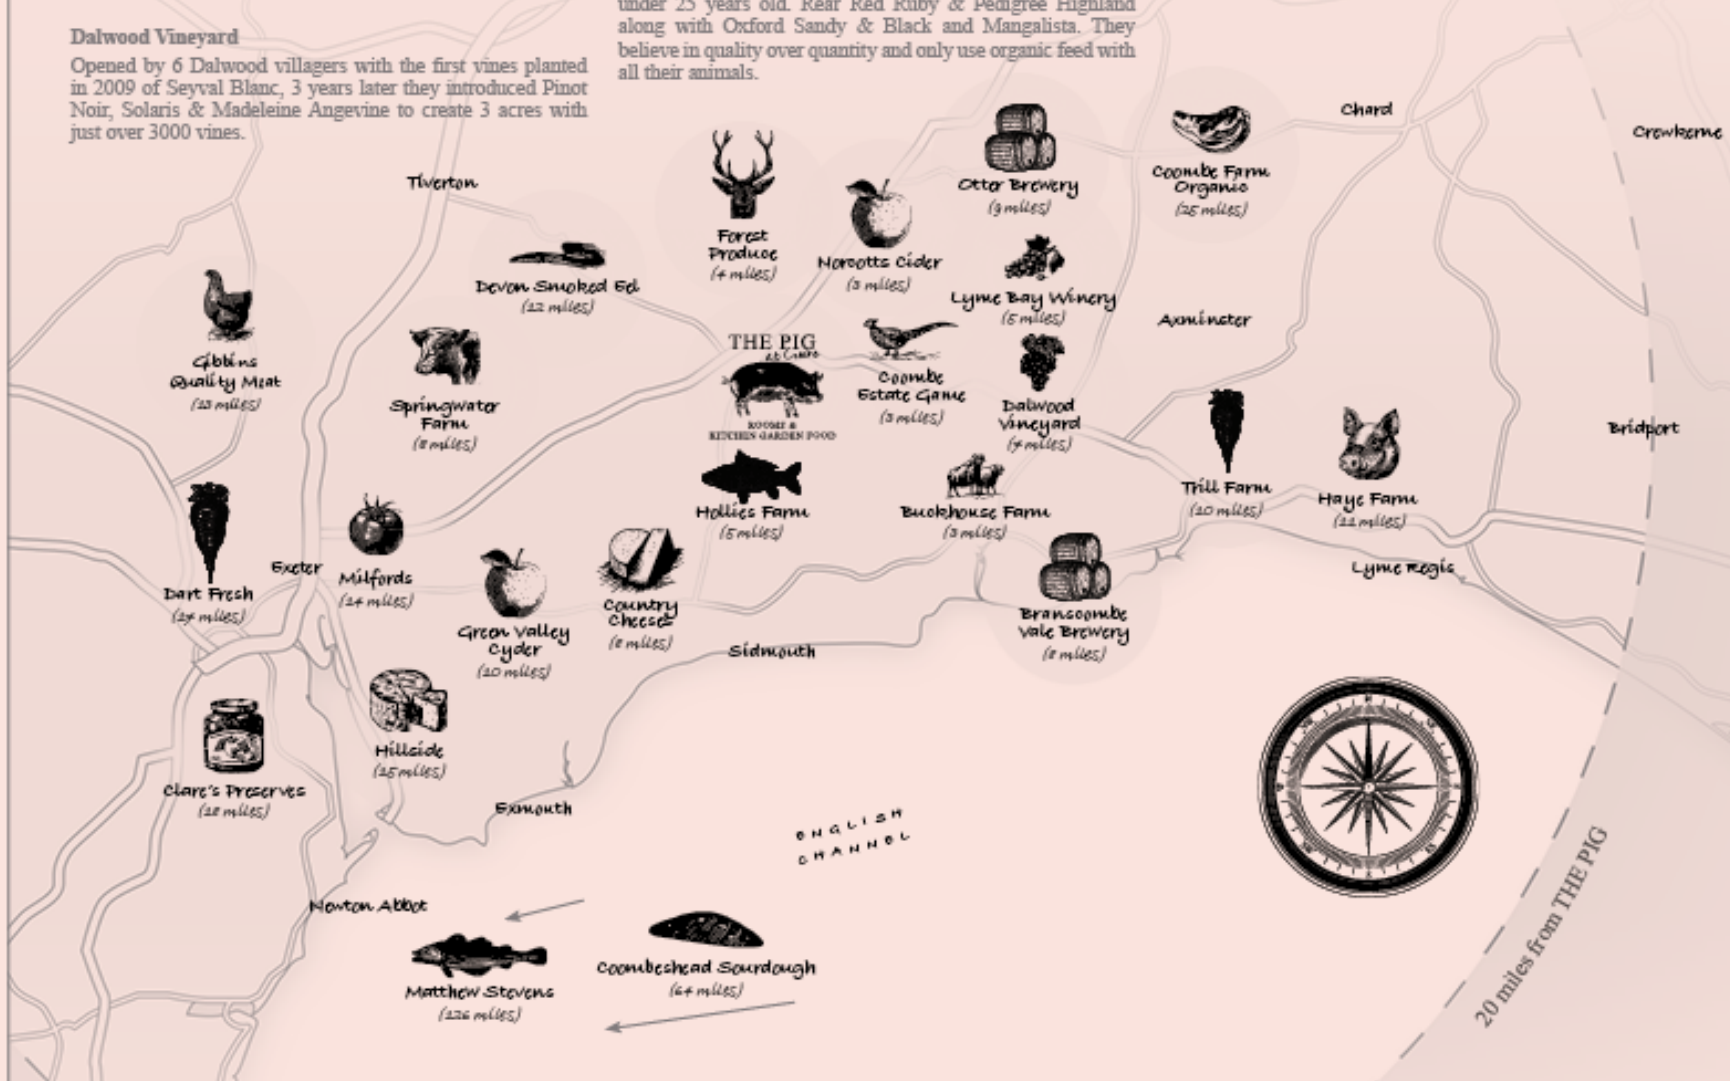 under 25 years old. Rear Red Ruby & Pedigree Highland
along with Oxford Sandy & Black and Mangalista. They
believe in quality over quantity and only use organic feed with
all their animals.
Dalwood Vineyard
Opened by 6 Dalwood villagers with the first vines planted
in 2009 of Seyval Blanc, 3 years later they introduced Pinot
Noir, Solaris & Madeleine Angevine to create 3 acres with
just over 3000 vines.
Chard
Crewkerne
Tiverton
Otter Brewery
(9 miles)
Coombe Farm
Organic
(25 miles)
Forest
Produce
(4 miles)
Norcotts Cider
(3 miles)
Devon Smoked Eel
(12 miles)
Lyme Bay Winery
(5 miles)
Axminster
Gibbins
Quality Meat
(13 miles)
Springwater
Farm
(8 miles)
THE PIG
at Combe
ROOMS &
KITCHEN GARDEN FOOD
Coombe
Estate Game
(3 miles)
Dalwood
Vineyard
(7 miles)
Bridport
Hollies Farm
(5 miles)
Buckhouse Farm
(3 miles)
Trill Farm
(10 miles)
Haye Farm
(11 miles)
Lyme Regis
Dart Fresh
miles)
Exeter
Milfords
(14 miles)
Green Valley
Cyder
(10 miles)
Country
Cheeses
(8 miles)
Sidmouth
Branscombe
Vale Brewery
(8 miles)
Clare's Preserves
(18 miles)
Hillside
(15 miles)
Exmouth
ENGLISH
CHANNEL
Newton Abbot
Matthew Stevens
(126 miles)
Coombeshead Sourdough
(64 miles)
20 miles from THE PIG